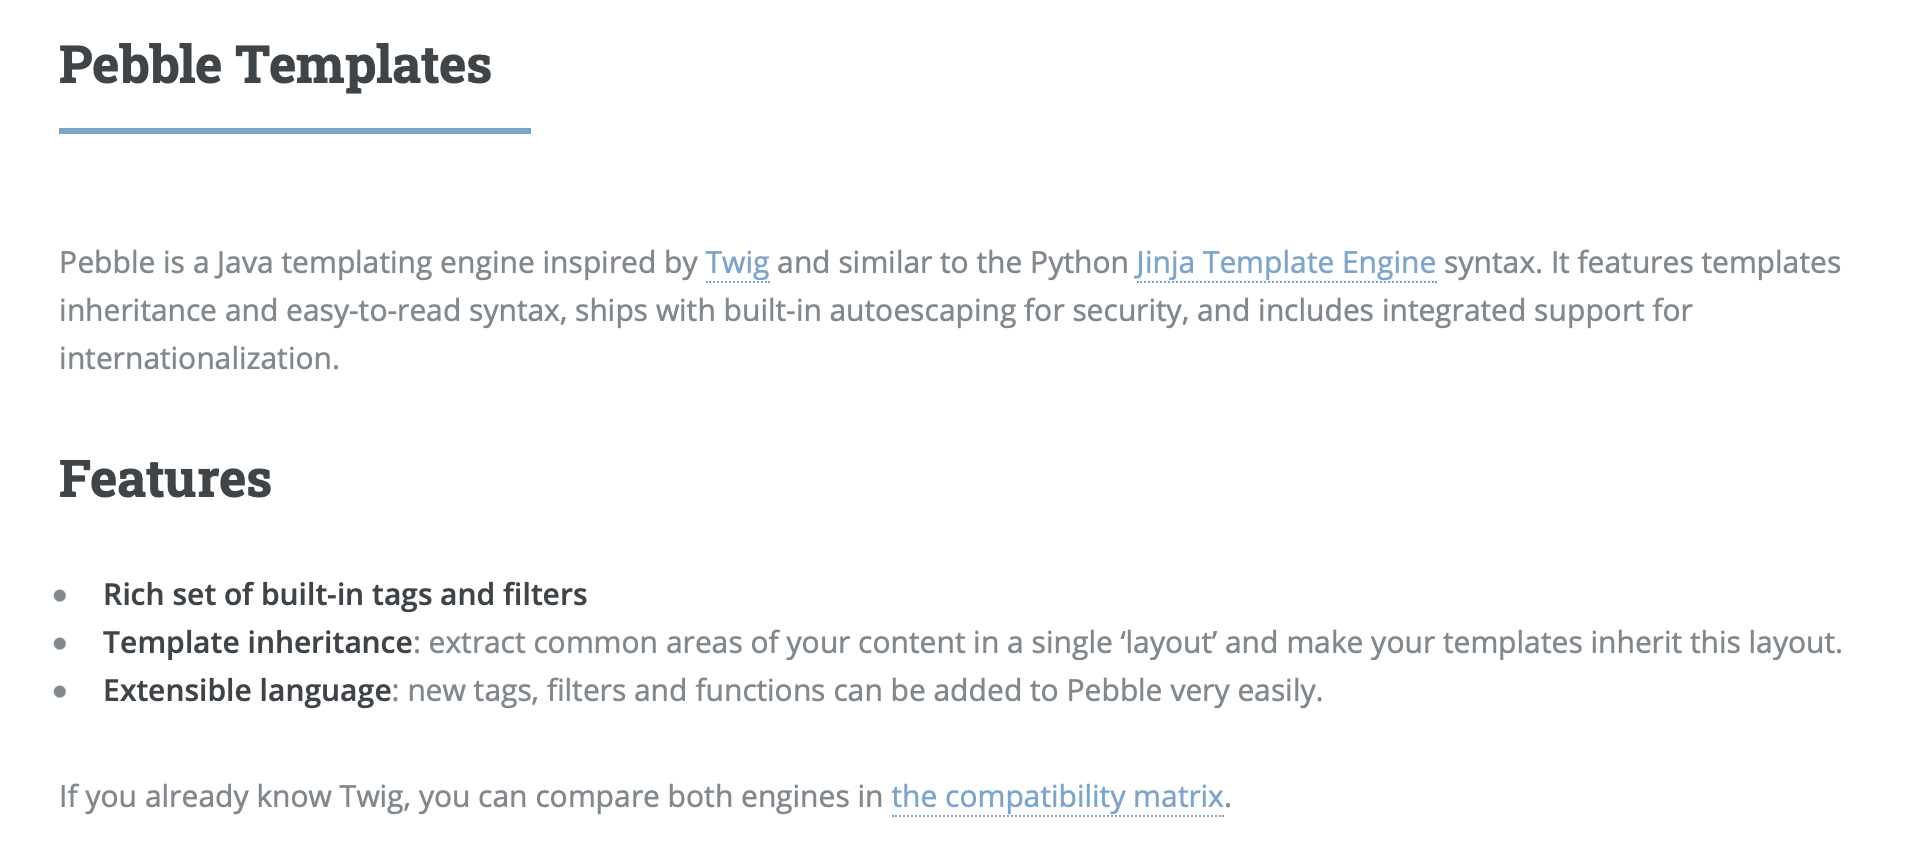 Pebble Templates
Pebble is a Java templating engine inspired by Twig and similar to the Python Jinja Template Engine syntax. It features templates
inheritance and easy-to-read syntax, ships with built-in autoescaping for security, and includes integrated support for
internationalization.
Features
• Rich set of built-in tags and filters
• Template inheritance: extract common areas of your content in a single ‘layout’ and make your templates inherit this layout.
• Extensible language: new tags, filters and functions can be added to Pebble very easily.
If you already know Twig, you can compare both engines in the compatibility matrix.